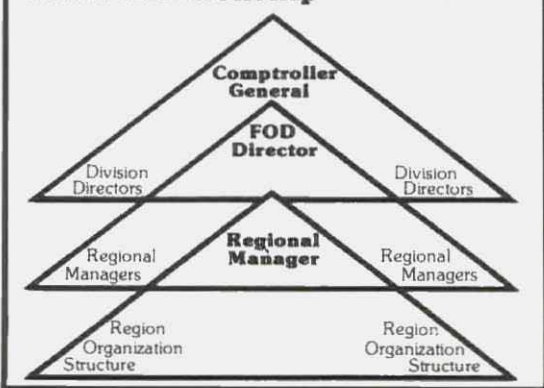 Comptroller
General
FOD
Director
Division
Directors
Division
Directors
Regional
Manager
Regional
Managers
Regional
Managers
Region
Organization
Structure
Region
Organization
Structure